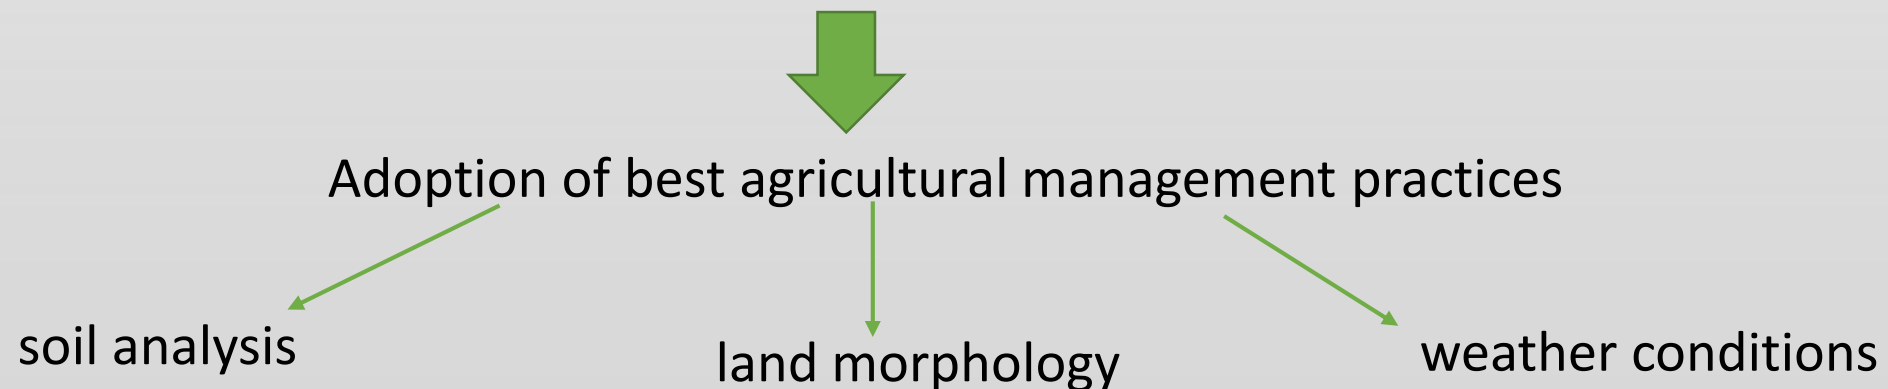 Adoption of best agricultural management practices
soil analysis
land morphology
weather conditions